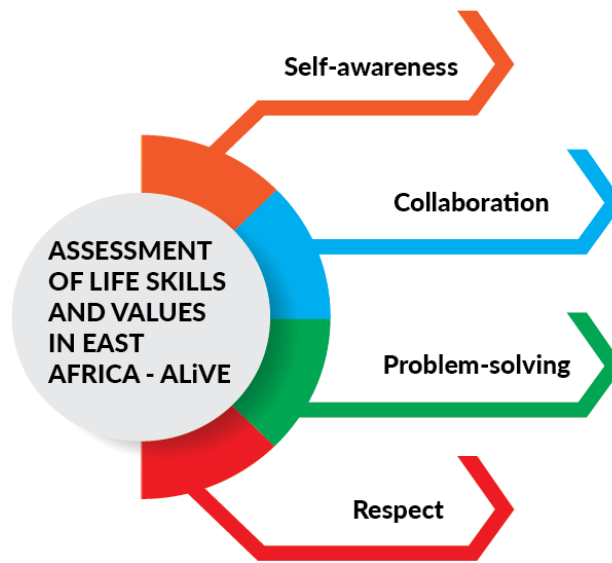 Self-awareness
Collaboration
ASSESSMENT
OF LIFE SKILLS
AND VALUES
IN EAST
AFRICA - ALiVE
Problem-solving
Respect